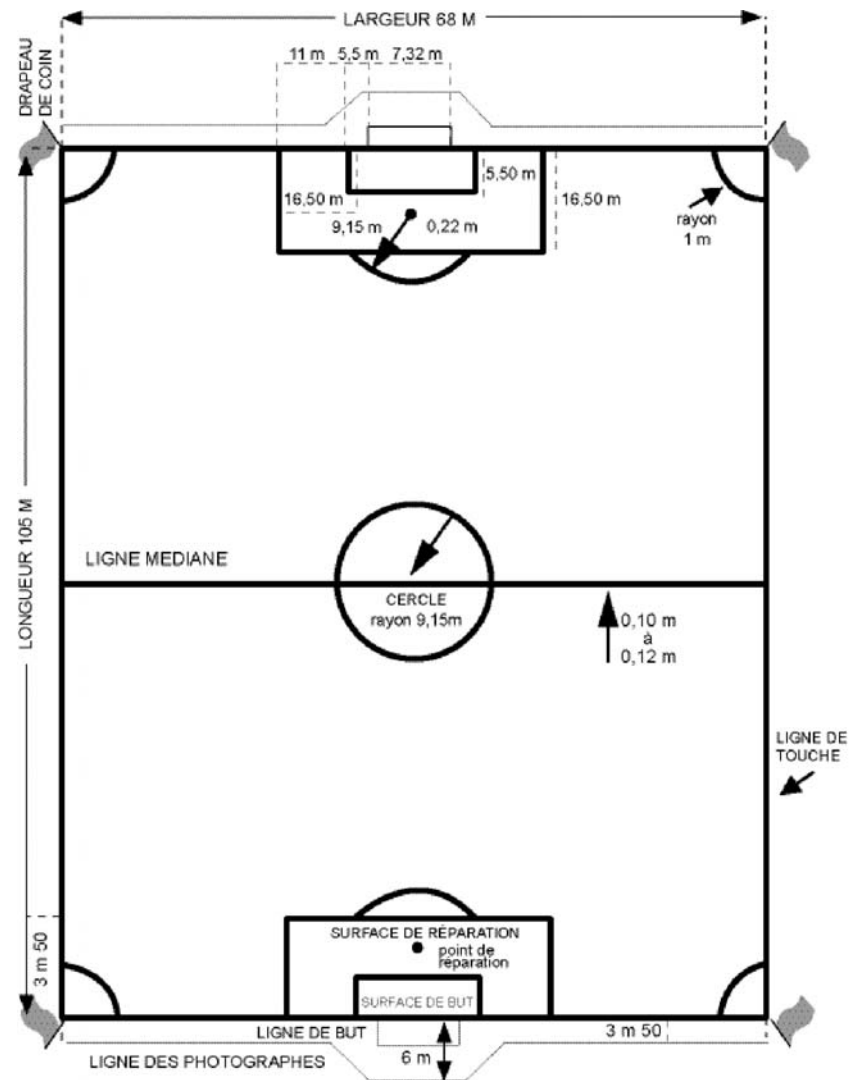 LARGEUR 68 M
DRAPEAU
DE COIN
11 m 5,5 m 7,32 m
5,50 m
16,50 m
16,50 m
9,15 m
0,22 m
rayon
1 m
LONGUEUR 105 M
LIGNE MEDIANE
CERCLE
rayon 9,15m
0,10 m
à
0,12 m
LIGNE DE
TOUCHE
3 m 50
SURFACE DE RÉPARATION
point de
réparation
SURFACE DE BUT
LIGNE DE BUT
3 m 50
6 m
LIGNE DES PHOTOGRAPHES